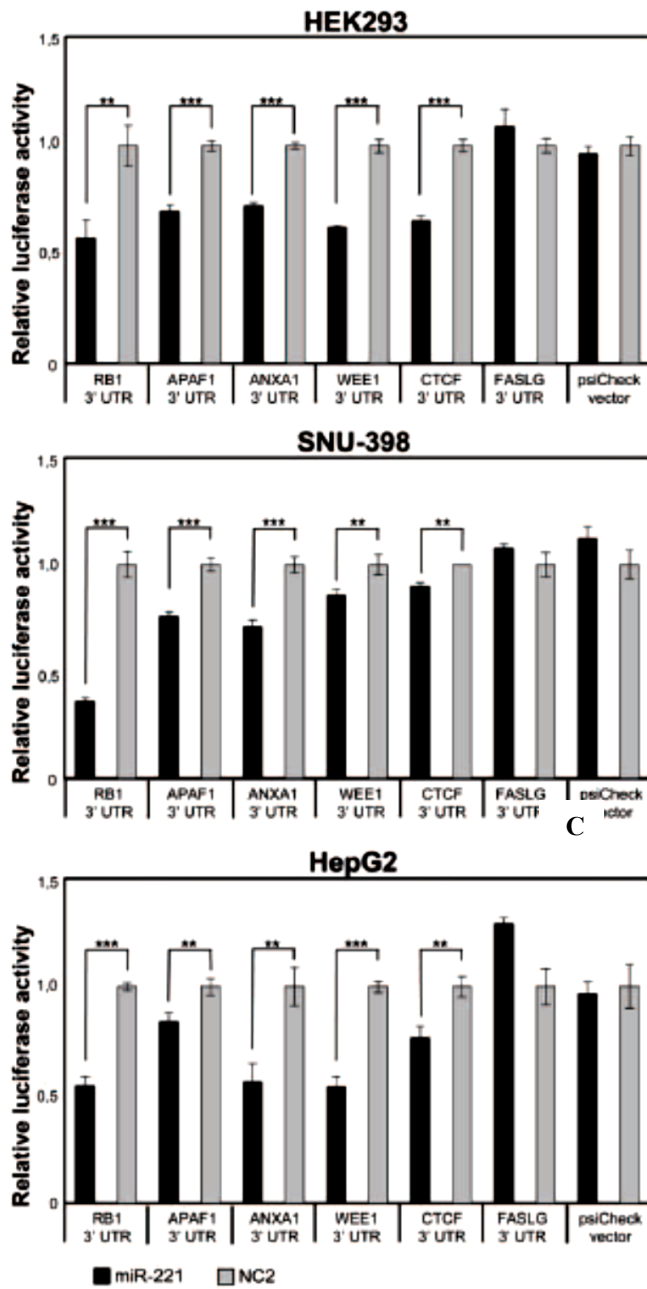 HEK293
Relative luciferase activity
1,5
1,0
0,5
0
** *** *** *** ***
RB1 APAF1 ANXA1 WEE1 CTCF FASLG psiCheck
3' UTR 3' UTR 3' UTR 3' UTR 3' UTR 3' UTR vector
SNU-398
Relative luciferase activity
1,5
1,0
0,5
0
*** *** *** ** **
RB1 APAF1 ANXA1 WEE1 CTCF FASLG psiCheck
3' UTR 3' UTR 3' UTR 3' UTR 3' UTR 3' UTR ctor
C
HepG2
Relative luciferase activity
1,5
1,0
0,5
0
*** ** ** *** **
RB1 APAF1 ANXA1 WEE1 CTCF FASLG psiCheck
3' UTR 3' UTR 3' UTR 3' UTR 3' UTR 3' UTR vector
miR-221 NC2